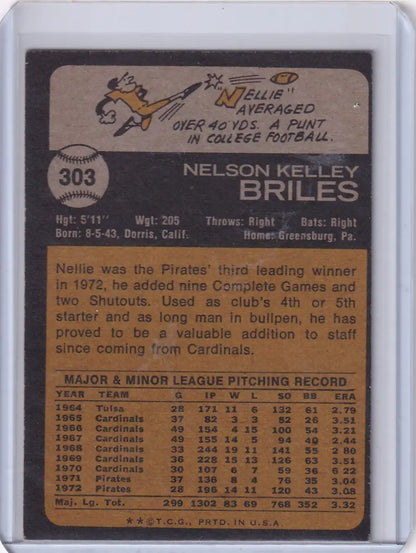 "NELLIE"
AVERAGED
OVER 40 YDS. A PUNT
IN COLLEGE FOOTBALL.
303
NELSON KELLEY
BRILES
Hgt: 5'11" Wgt: 205 Throws: Right Bats: Right
Born: 8-5-43, Dorris, Calif. Home: Greensburg, Pa.
Nellie was the Pirates' third leading winner
in 1972, he added nine Complete Games and
two Shutouts. Used as club's 4th or 5th
starter and as long man in bullpen, he has
proved to be a valuable addition to staff
since coming from Cardinals.
MAJOR & MINOR LEAGUE PITCHING RECORD
YEAR TEAM G IP W L SO BB ERA
1964 Tulsa 28 171 11 6 132 61 2.79
1965 Cardinals 37 82 3 3 52 26 3.51
1966 Cardinals 49 154 4 15 100 54 3.21
1967 Cardinals 49 155 14 5 94 40 2.44
1968 Cardinals 33 244 19 11 141 55 2.80
1969 Cardinals 36 228 15 13 126 63 3.51
1970 Cardinals 30 107 6 7 59 36 6.22
1971 Pirates 37 136 8 4 76 35 3.04
1972 Pirates 28 196 14 11 120 43 3.08
Maj. Lg. Tot. 299 1302 83 69 768 352 3.32
**©T.C.G., PRTD. IN U.S.A.